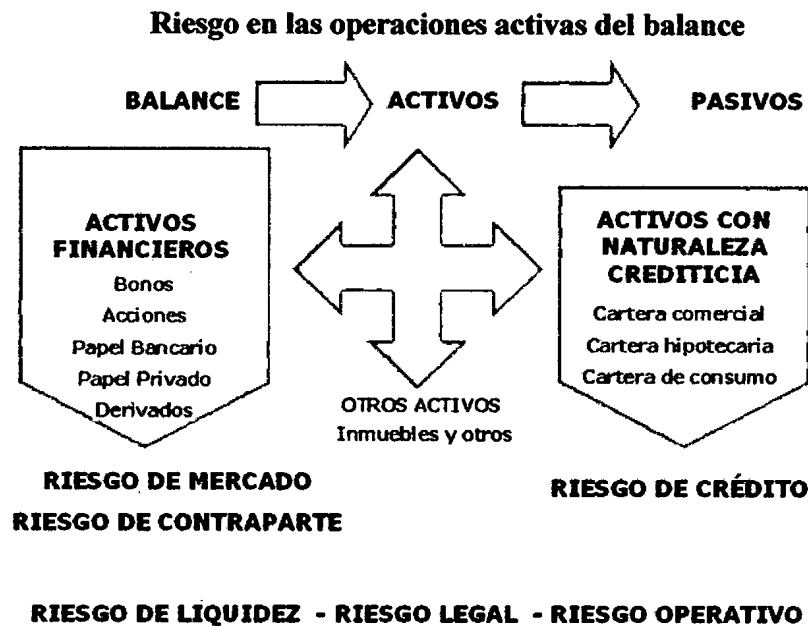 Riesgo en las operaciones activas del balance
BALANCE
ACTIVOS
PASIVOS
ACTIVOS
FINANCIEROS
Bonos
Acciones
Papel Bancario
Papel Privado
Derivados
OTROS ACTIVOS
Inmuebles y otros
ACTIVOS CON
NATURALEZA
CREDITICIA
Cartera comercial
Cartera hipotecaria
Cartera de consumo
RIESGO DE MERCADO
RIESGO DE CONTRAPARTE
RIESGO DE CRÉDITO
RIESGO DE LIQUIDEZ - RIESGO LEGAL - RIESGO OPERATIVO